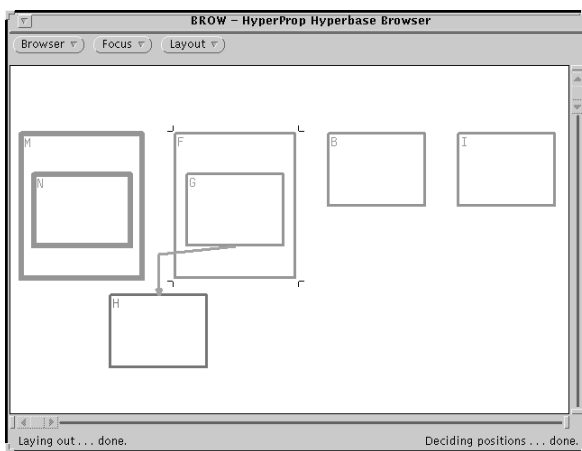 BROW – HyperProp Hyperbase Browser
Browser Focus Layout
M F B I
N G
H
Laying out . . . done. Deciding positions . . . done.